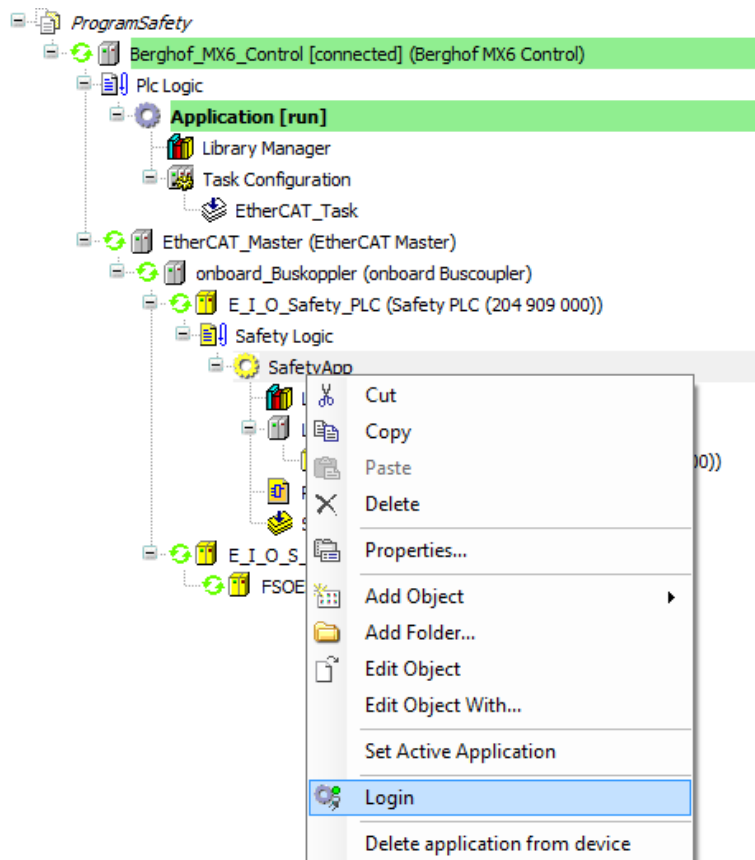 ProgramSafety
Berghof_MX6_Control [connected] (Berghof MX6 Control)
Plc Logic
Application [run]
Library Manager
Task Configuration
EtherCAT_Task
EtherCAT_Master (EtherCAT Master)
onboard_Buskoppler (onboard Buscoupler)
E_I_O_Safety_PLC (Safety PLC (204 909 000))
Safety Logic
SafetyApp
Cut
Copy
Paste
00))
Delete
Properties...
E_I_O_S_
FSOE
Add Object
Add Folder...
Edit Object
Edit Object With...
Set Active Application
Login
Delete application from device